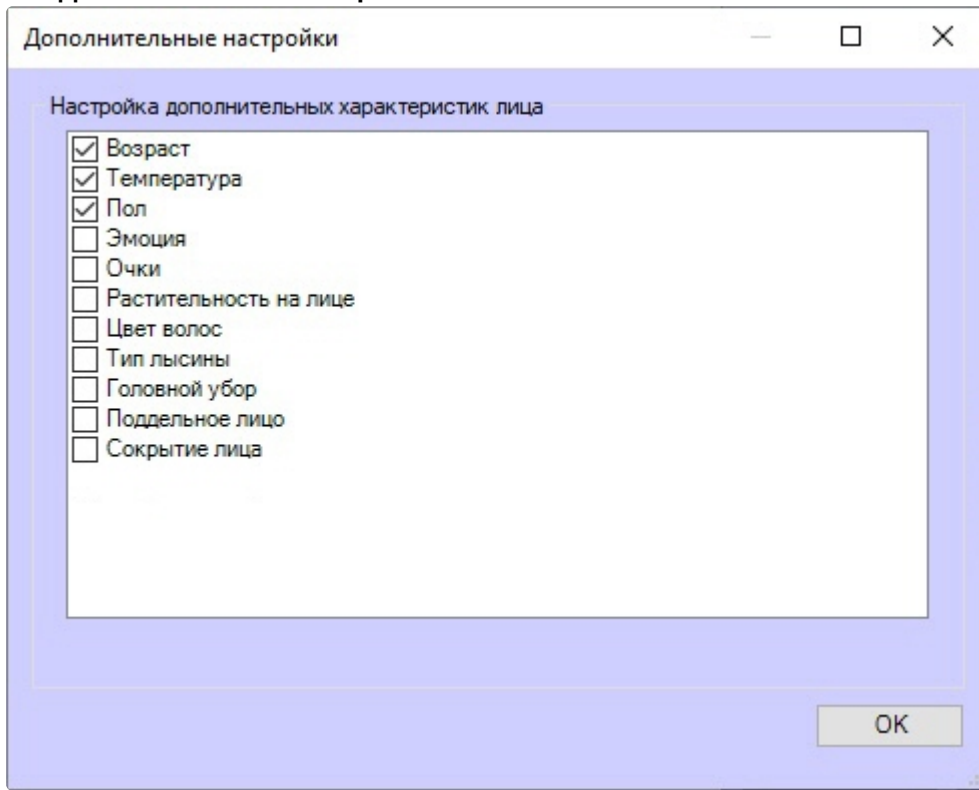 Дополнительные настройки
Настройка дополнительных характеристик лица
Возраст
Температура
Пол
Эмоция
Очки
Растительность на лице
Цвет волос
Тип лысины
Головной убор
Поддельное лицо
Сокрытие лица
OK